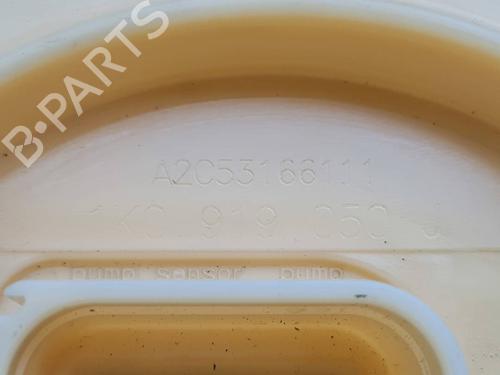 B-PARTS
A2C53166111
1K0 919 050 J
pump sensor pump